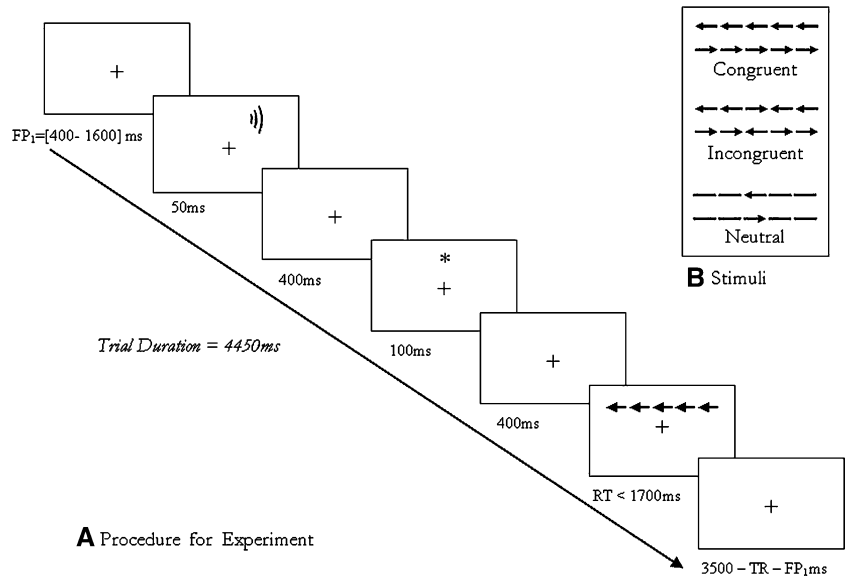 FP1=[400- 1600] ms
50ms
400ms
100ms
400ms
RT < 1700ms
3500 – TR – FP1ms
Trial Duration = 4450ms
A Procedure for Experiment
Congruent
Incongruent
Neutral
B Stimuli